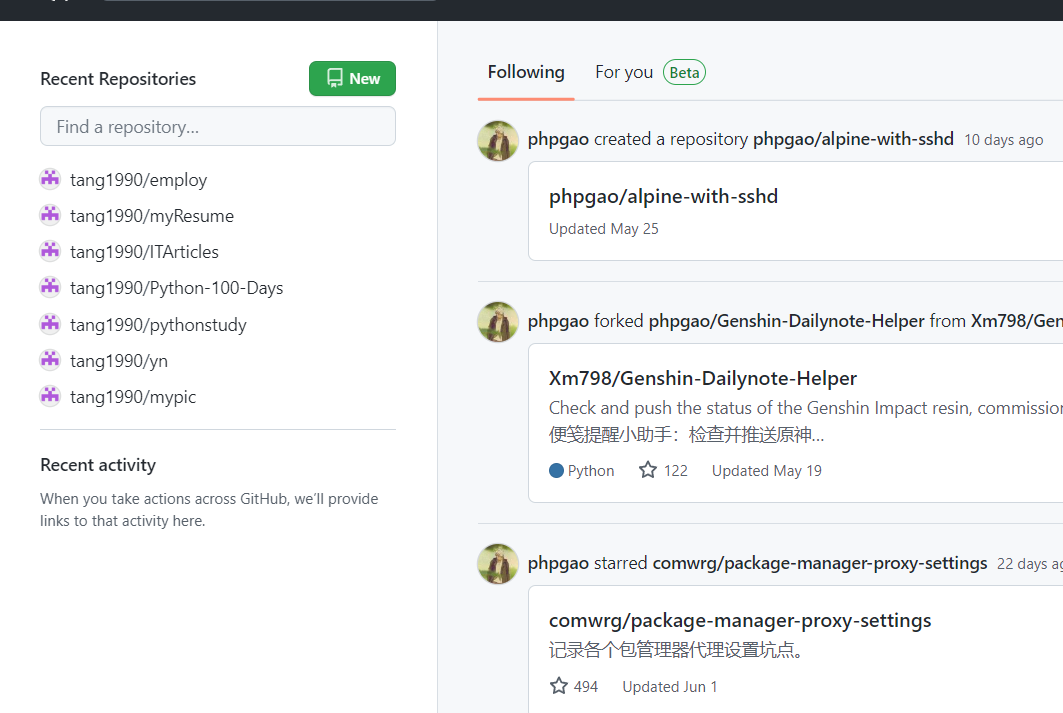 Recent Repositories
New
Find a repository...
tang1990/employ
tang1990/myResume
tang1990/ITArticles
tang1990/Python-100-Days
tang1990/pythonstudy
tang1990/yn
tang1990/mypic
Recent activity
When you take actions across GitHub, we'll provide
links to that activity here.
Following For you Beta
phpgao created a repository phpgao/alpine-with-sshd 10 days ago
phpgao/alpine-with-sshd
Updated May 25
phpgao forked phpgao/Genshin-Dailynote-Helper from Xm798/Gen
Xm798/Genshin-Dailynote-Helper
Check and push the status of the Genshin Impact resin, commission
便笺提醒小助手：检查并推送原神...
Python 122 Updated May 19
phpgao starred comwrg/package-manager-proxy-settings 22 days ag
comwrg/package-manager-proxy-settings
记录各个包管理器代理设置坑点。
494 Updated Jun 1